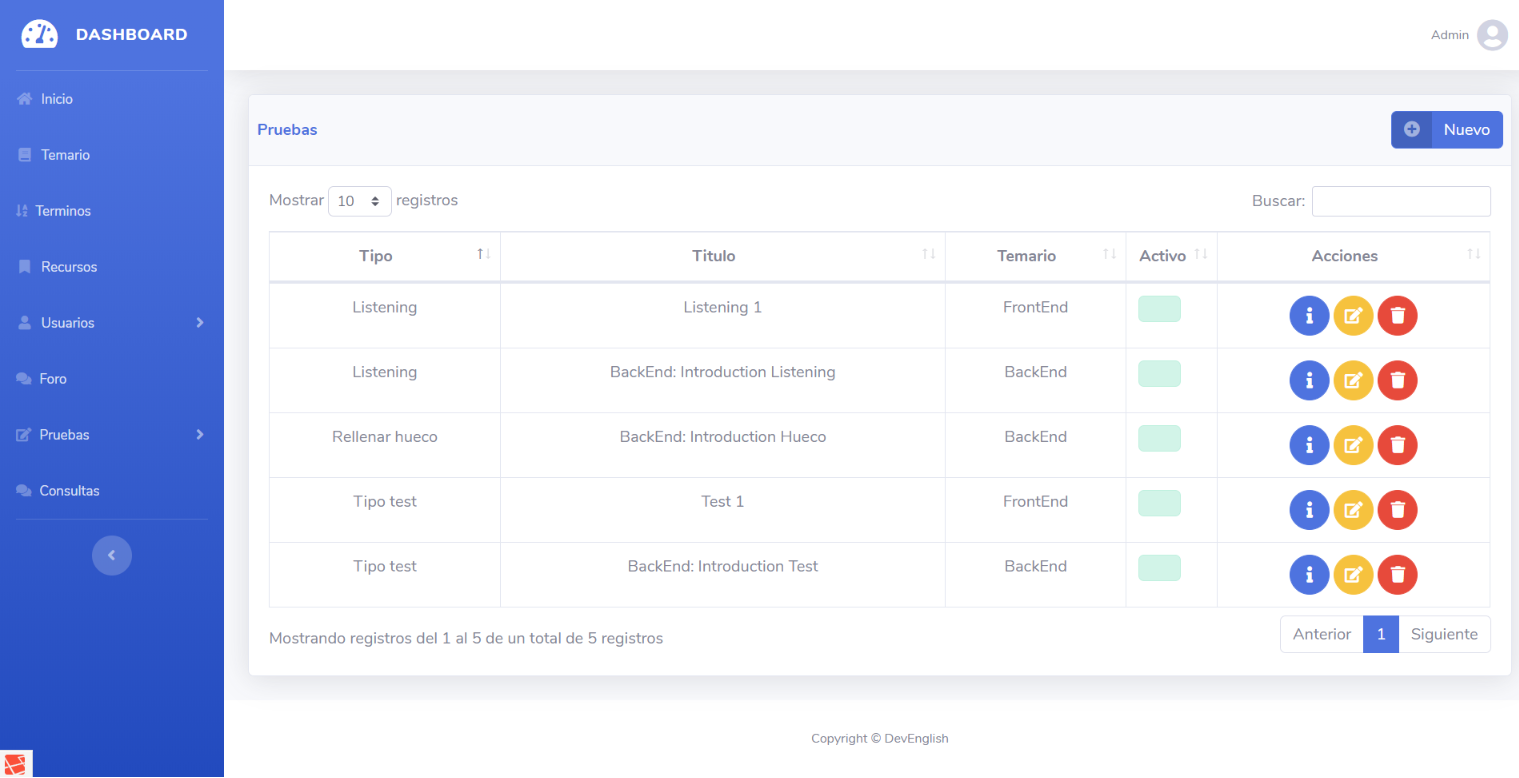 DASHBOARD
Admin
Inicio
Temario
Terminos
Recursos
Usuarios
Foro
Pruebas
Consultas
Pruebas
Nuevo
Mostrar 10 registros
Buscar:
Tipo Titulo Temario Activo Acciones
Listening Listening 1 FrontEnd
Listening BackEnd: Introduction Listening BackEnd
Rellenar hueco BackEnd: Introduction Hueco BackEnd
Tipo test Test 1 FrontEnd
Tipo test BackEnd: Introduction Test BackEnd
Mostrando registros del 1 al 5 de un total de 5 registros
Anterior 1 Siguiente
Copyright © DevEnglish